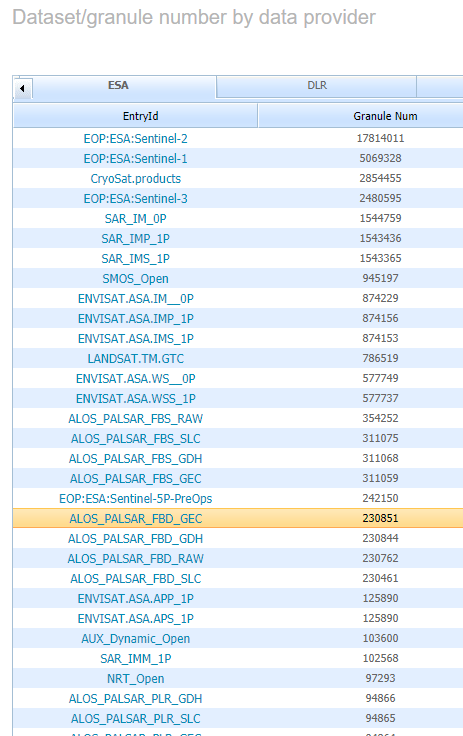 Dataset/granule number by data provider
ESA DLR
EntryId Granule Num
EOP:ESA:Sentinel-2 17814011
EOP:ESA:Sentinel-1 5069328
CryoSat.products 2854455
EOP:ESA:Sentinel-3 2480595
SAR_IM_0P 1544759
SAR_IMP_1P 1543436
SAR_IMS_1P 1543365
SMOS_Open 945197
ENVISAT.ASA.IM__0P 874229
ENVISAT.ASA.IMP_1P 874156
ENVISAT.ASA.IMS_1P 874153
LANDSAT.TM.GTC 786519
ENVISAT.ASA.WS__0P 577749
ENVISAT.ASA.WSS_1P 577737
ALOS_PALSAR_FBS_RAW 354252
ALOS_PALSAR_FBS_SLC 311075
ALOS_PALSAR_FBS_GDH 311068
ALOS_PALSAR_FBS_GEC 311059
EOP:ESA:Sentinel-5P-PreOps 242150
ALOS_PALSAR_FBD_GEC 230851
ALOS_PALSAR_FBD_GDH 230844
ALOS_PALSAR_FBD_RAW 230762
ALOS_PALSAR_FBD_SLC 230461
ENVISAT.ASA.APP_1P 125890
ENVISAT.ASA.APS_1P 125890
AUX_Dynamic_Open 103600
SAR_IMM_1P 102568
NRT_Open 97293
ALOS_PALSAR_PLR_GDH 94866
ALOS_PALSAR_PLR_SLC 94865